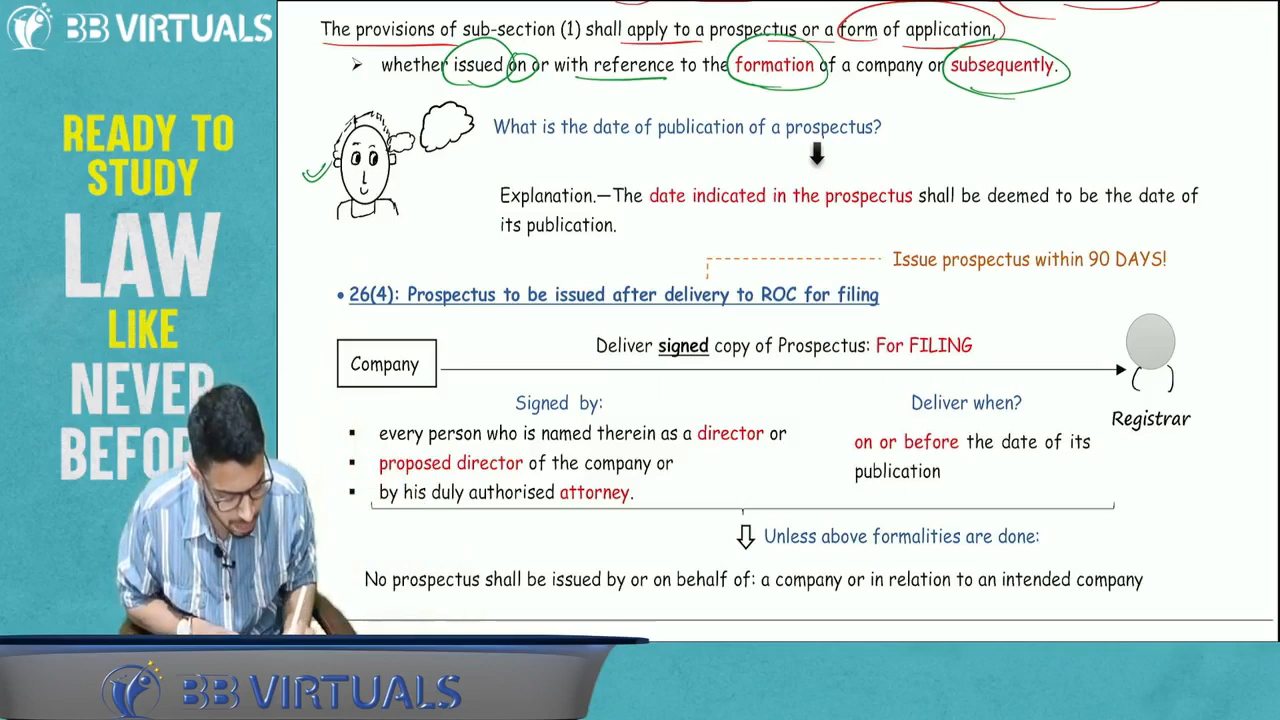 BB VIRTUALS
READY TO
STUDY
LAW
LIKE
NEVER
BEFO
The provisions of sub-section (1) shall apply to a prospectus or a form of application,
➢ whether issued on or with reference to the formation of a company or subsequently.
What is the date of publication of a prospectus?
Explanation.—The date indicated in the prospectus shall be deemed to be the date of
its publication.
Issue prospectus within 90 DAYS!
• 26(4): Prospectus to be issued after delivery to ROC for filing
Deliver signed copy of Prospectus: For FILING
Company
Registrar
Signed by:
▪ every person who is named therein as a director or
▪ proposed director of the company or
▪ by his duly authorised attorney.
Deliver when?
on or before the date of its
publication
Unless above formalities are done:
No prospectus shall be issued by or on behalf of: a company or in relation to an intended company
BB VIRTUALS